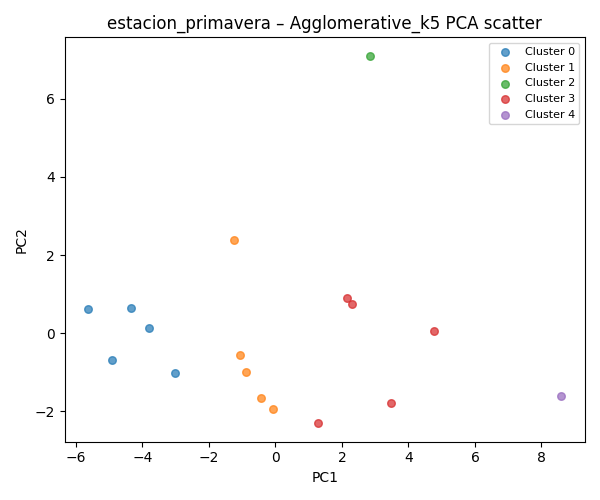 estacion_primavera – Agglomerative_k5 PCA scatter
Cluster 0
Cluster 1
Cluster 2
Cluster 3
Cluster 4
PC2
6
4
2
0
−2
−6
−4
−2
0
2
4
6
8
PC1